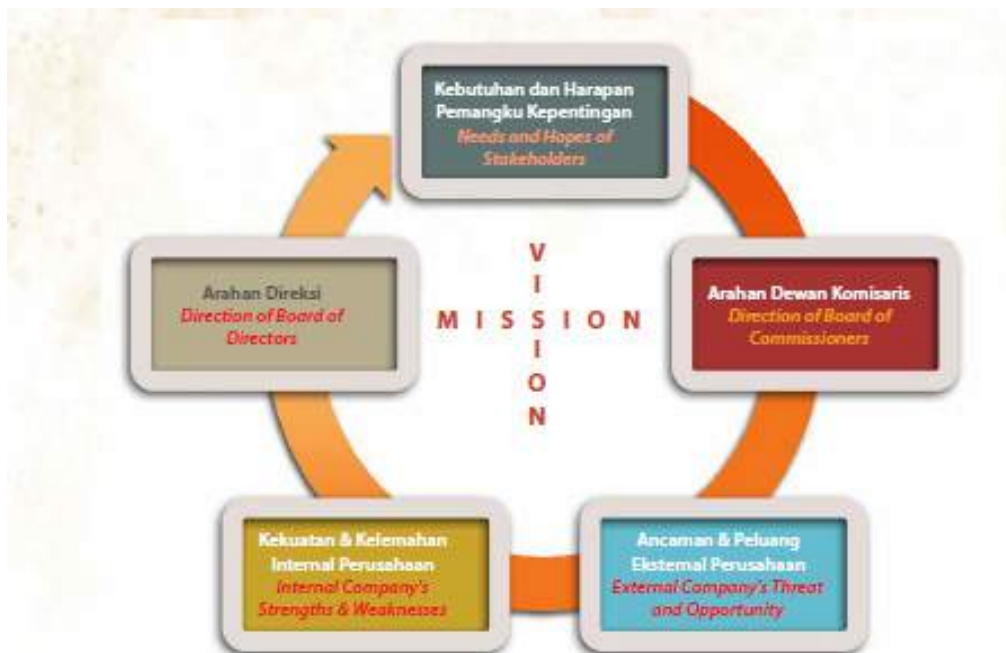 Kebutuhan dan Harapan
Pemangku Kepentingan
Needs and Hopes of
Stakeholders
Arahan Direksi
Direction of Board of
Directors
VISION
MISSION
Arahan Dewan Komisaris
Direction of Board of
Commissioners
Kekuatan & Kelemahan
Internal Perusahaan
Internal Company's
Strengths & Weaknesses
Ancaman & Peluang
Eksternal Perusahaan
External Company's Threat
and Opportunity